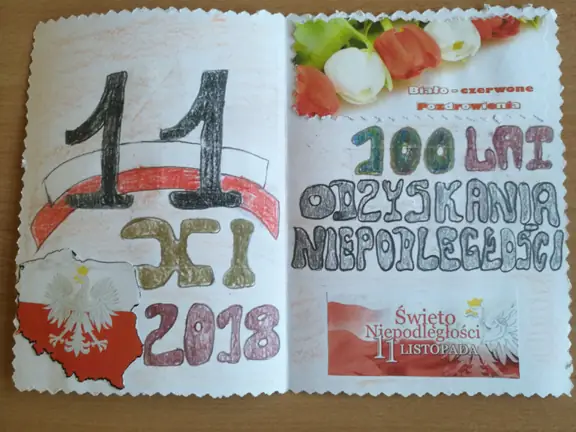 11
XI
2018
Biało - czerwone
Pozdrowienia
100 LAT
ODZYSKANIA
NIEPODLEGŁOŚCI
Święto
Niepodległości
11 LISTOPADA